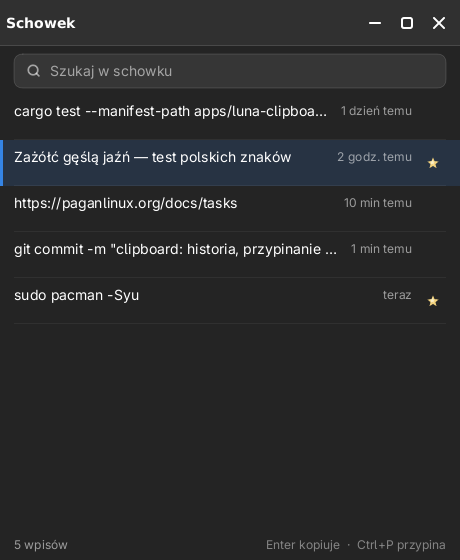 Schowek
Szukaj w schowku
cargo test --manifest-path apps/luna-clipboa... 1 dzień temu
Zażółć gęślą jaźń — test polskich znaków 2 godz. temu
https://paganlinux.org/docs/tasks 10 min temu
git commit -m "clipboard: historia, przypinanie ... 1 min temu
sudo pacman -Syu teraz
5 wpisów Enter kopiuje · Ctrl+P przypina